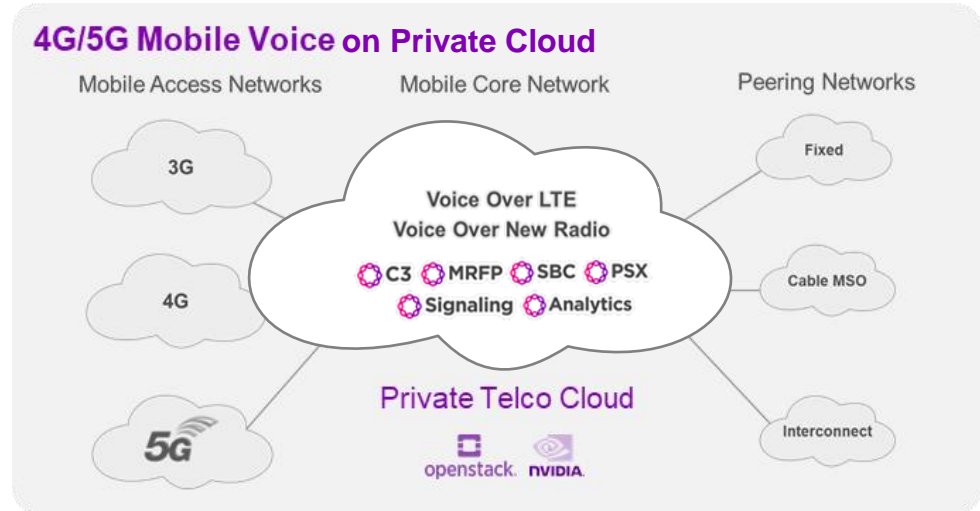 4G/5G Mobile Voice on Private Cloud
Mobile Access Networks
Mobile Core Network
Peering Networks
3G
4G
5G
Voice Over LTE
Voice Over New Radio
C3 MRFP SBC PSX
Signaling Analytics
Private Telco Cloud
openstack. NVIDIA.
Fixed
Cable MSO
Interconnect